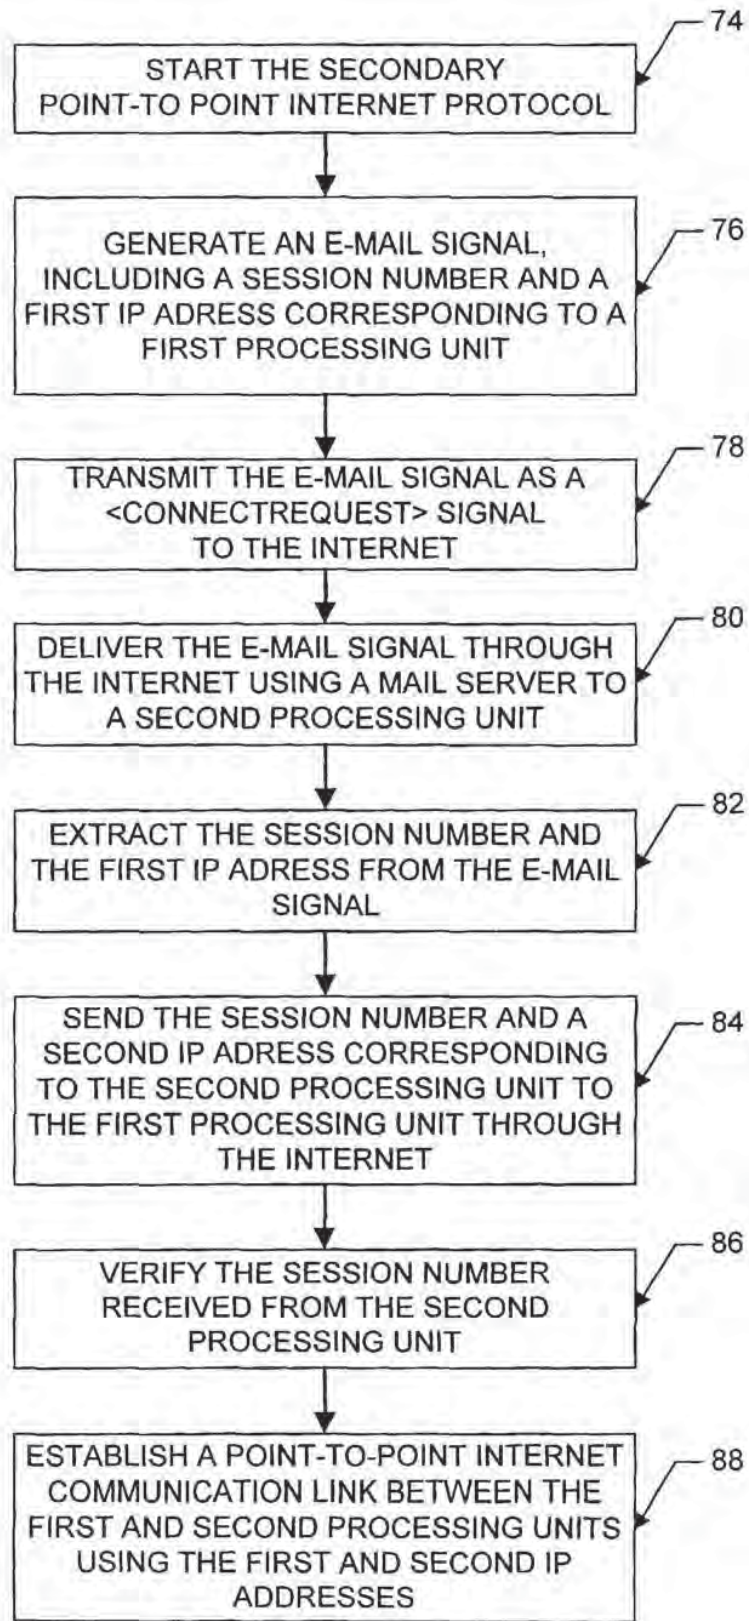 74
START THE SECONDARY
POINT-TO POINT INTERNET PROTOCOL
76
GENERATE AN E-MAIL SIGNAL,
INCLUDING A SESSION NUMBER AND A
FIRST IP ADRESS CORRESPONDING TO A
FIRST PROCESSING UNIT
78
TRANSMIT THE E-MAIL SIGNAL AS A
<CONNECTREQUEST> SIGNAL
TO THE INTERNET
80
DELIVER THE E-MAIL SIGNAL THROUGH
THE INTERNET USING A MAIL SERVER TO
A SECOND PROCESSING UNIT
82
EXTRACT THE SESSION NUMBER AND
THE FIRST IP ADRESS FROM THE E-MAIL
SIGNAL
84
SEND THE SESSION NUMBER AND A
SECOND IP ADRESS CORRESPONDING
TO THE SECOND PROCESSING UNIT TO
THE FIRST PROCESSING UNIT THROUGH
THE INTERNET
86
VERIFY THE SESSION NUMBER
RECEIVED FROM THE SECOND
PROCESSING UNIT
88
ESTABLISH A POINT-TO-POINT INTERNET
COMMUNICATION LINK BETWEEN THE
FIRST AND SECOND PROCESSING UNITS
USING THE FIRST AND SECOND IP
ADDRESSES